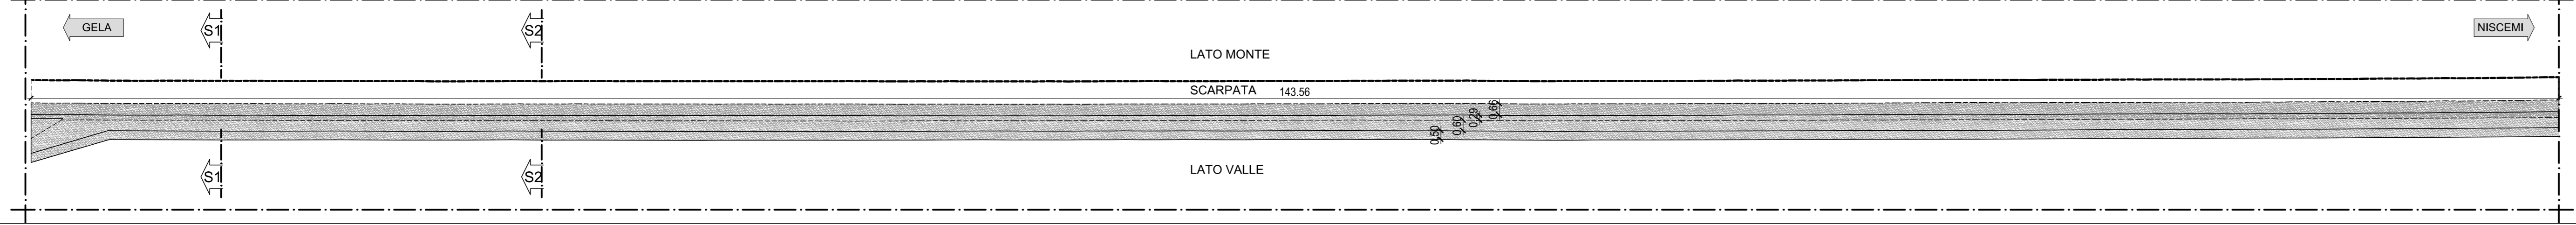 GELA
S1
S2
NISCEMI
LATO MONTE
SCARPATA 143.56
0,66
0,29
0,60
0,50
S1
S2
LATO VALLE